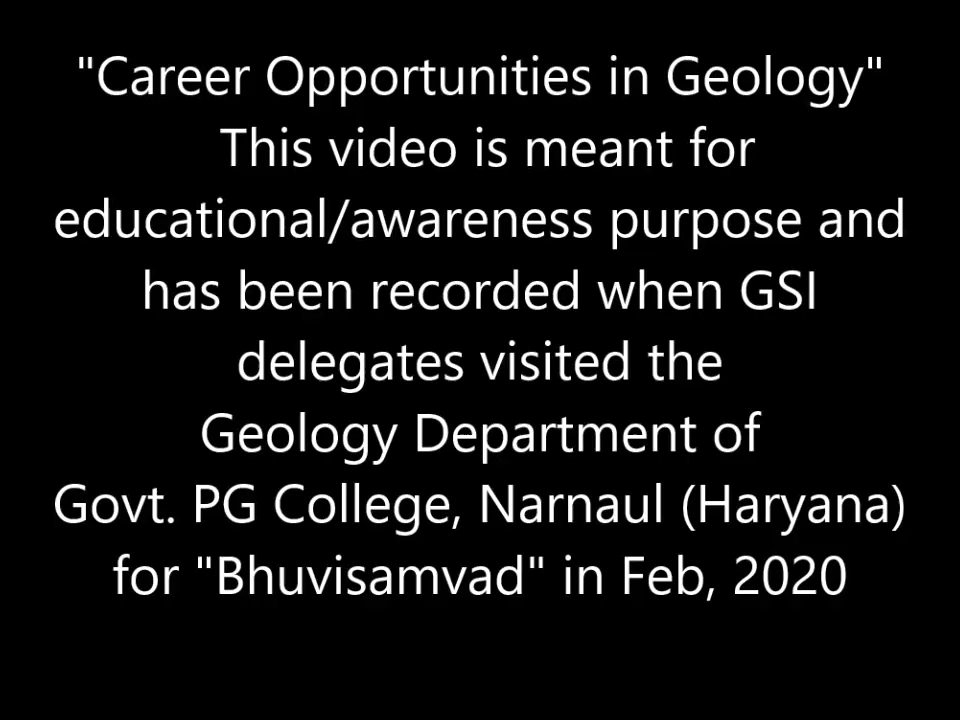 "Career Opportunities in Geology"
This video is meant for
educational/awareness purpose and
has been recorded when GSI
delegates visited the
Geology Department of
Govt. PG College, Narnaul (Haryana)
for "Bhuvisamvad" in Feb, 2020